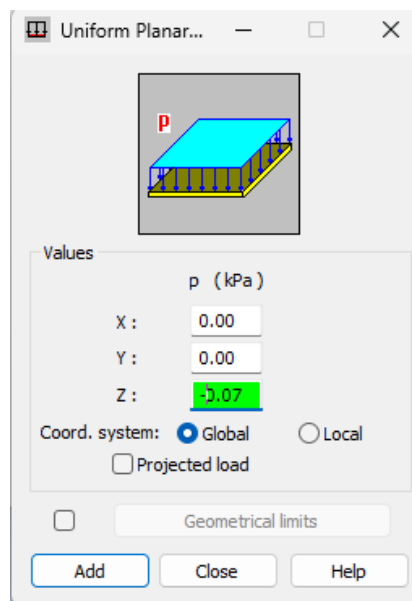 Uniform Planar...
p
Values
p (kPa)
X : 0.00
Y : 0.00
Z : -0.07
Coord. system: Global Local
Projected load
Geometrical limits
Add Close Help